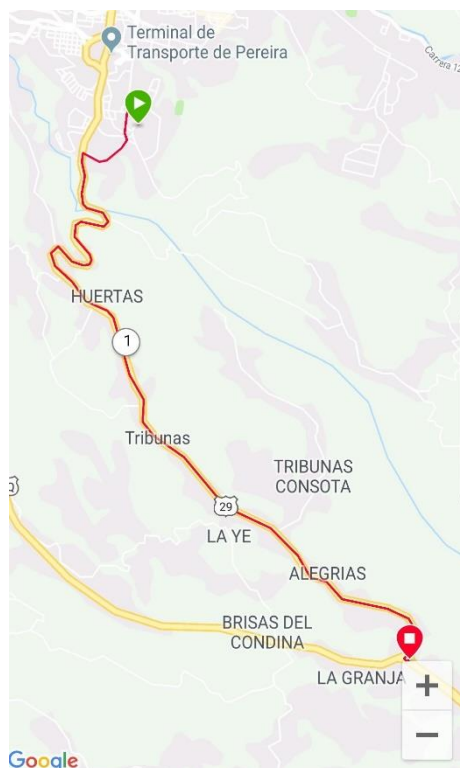 Terminal de
Transporte de Pereira
Carrera 12
HUERTAS
1
Tribunas
TRIBUNAS
CONSOTA
29
LA YE
ALEGRIAS
BRISAS DEL
CONDINA
LA GRANJA
+
−
Google